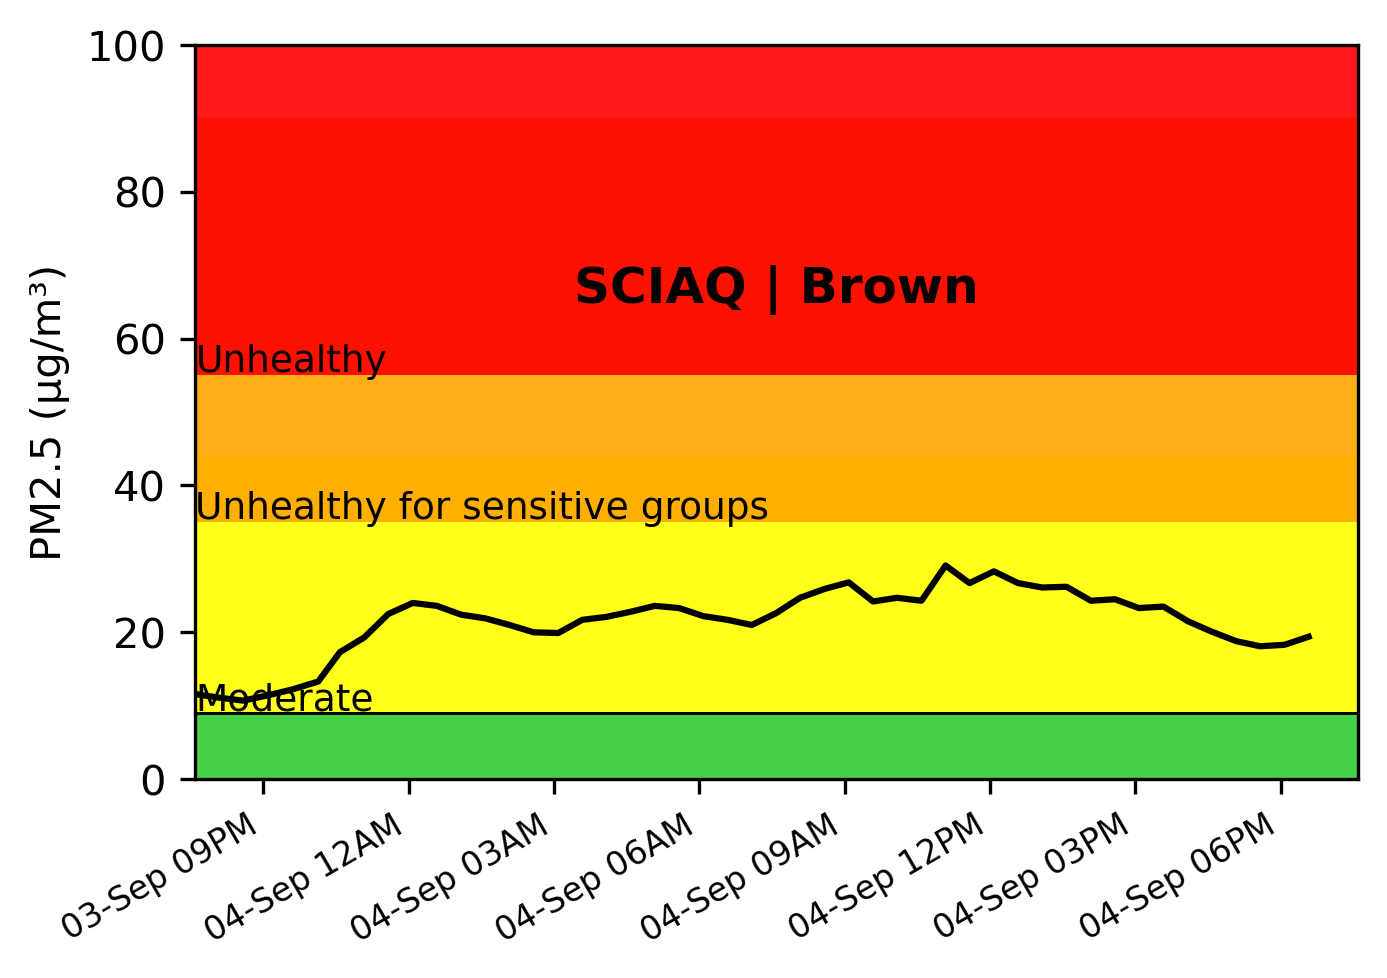 100
80
60
40
20
0
PM2.5 (µg/m³)
SCIAQ | Brown
Unhealthy
Unhealthy for sensitive groups
Moderate
03-Sep 09PM
04-Sep 12AM
04-Sep 03AM
04-Sep 06AM
04-Sep 09AM
04-Sep 12PM
04-Sep 03PM
04-Sep 06PM